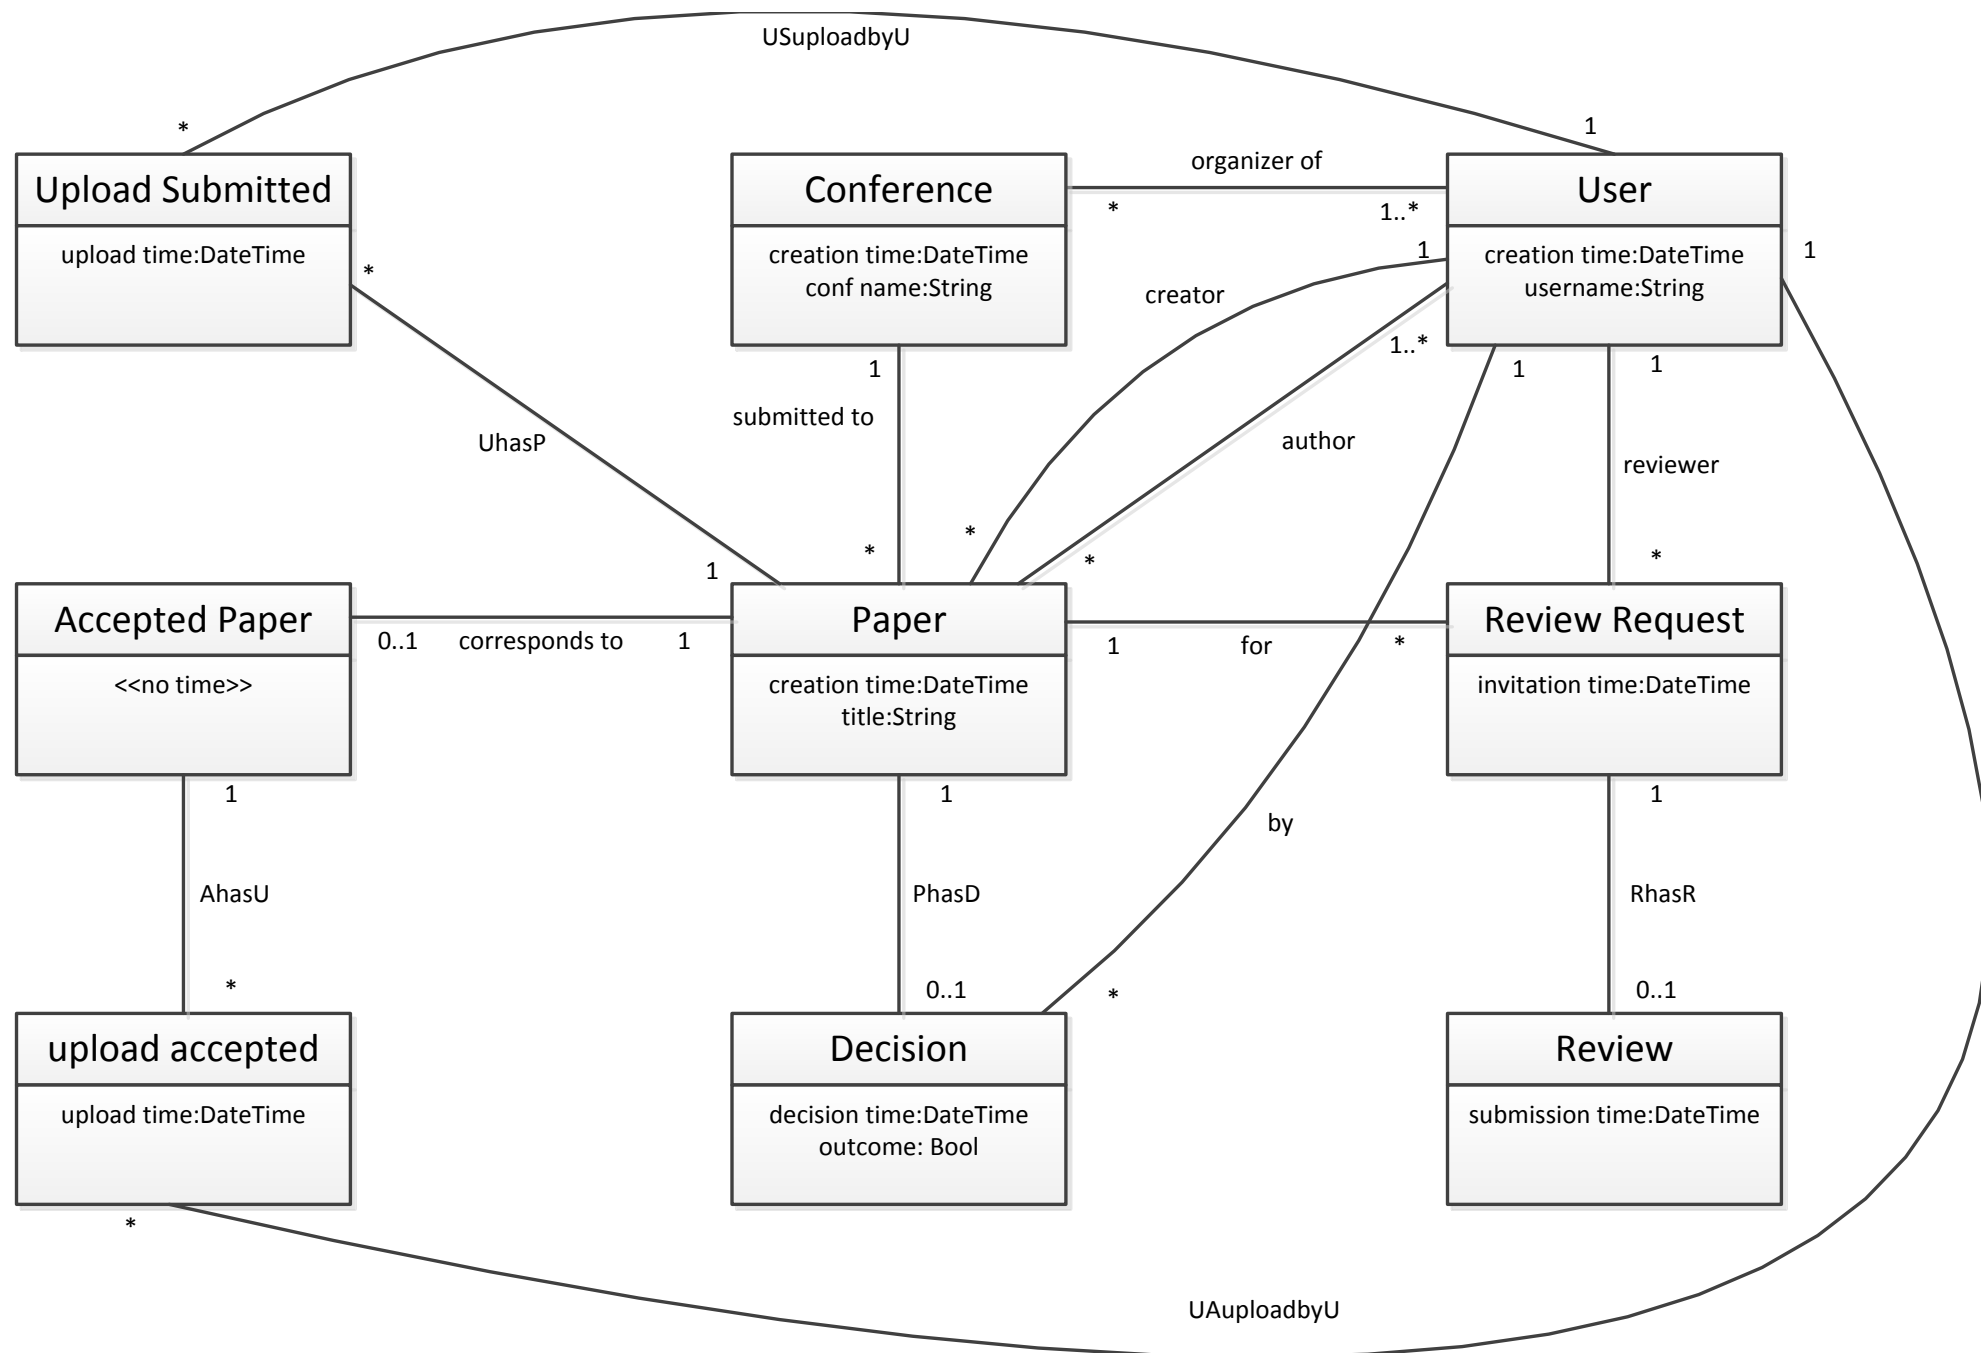 USuploadbyU
*
1
Upload Submitted
upload time:DateTime
*
Conference
creation time:DateTime
conf name:String
organizer of
*
1..*
User
creation time:DateTime
username:String
1
1
creator
1..*
1
1
1
submitted to
UhasP
author
reviewer
*
*
*
*
1
Accepted Paper
<<no time>>
0..1
corresponds to
1
Paper
creation time:DateTime
title:String
1
for
*
Review Request
invitation time:DateTime
1
1
1
by
AhasU
PhasD
RhasR
*
0..1
*
0..1
upload accepted
upload time:DateTime
Decision
decision time:DateTime
outcome: Bool
Review
submission time:DateTime
*
UAuploadbyU